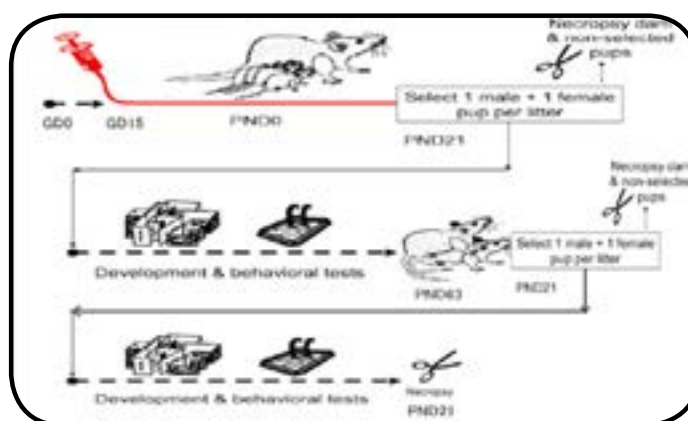 Necropsy dam
& non-selected
pups
Select 1 male + 1 female
pup per litter
GD0
GD15
PND0
PND21
Necropsy dam
& non-selected
pups
Select 1 male + 1 female
pup per litter
Development & behavioral tests
PND63
PND21
Development & behavioral tests
Necropsy
PND21